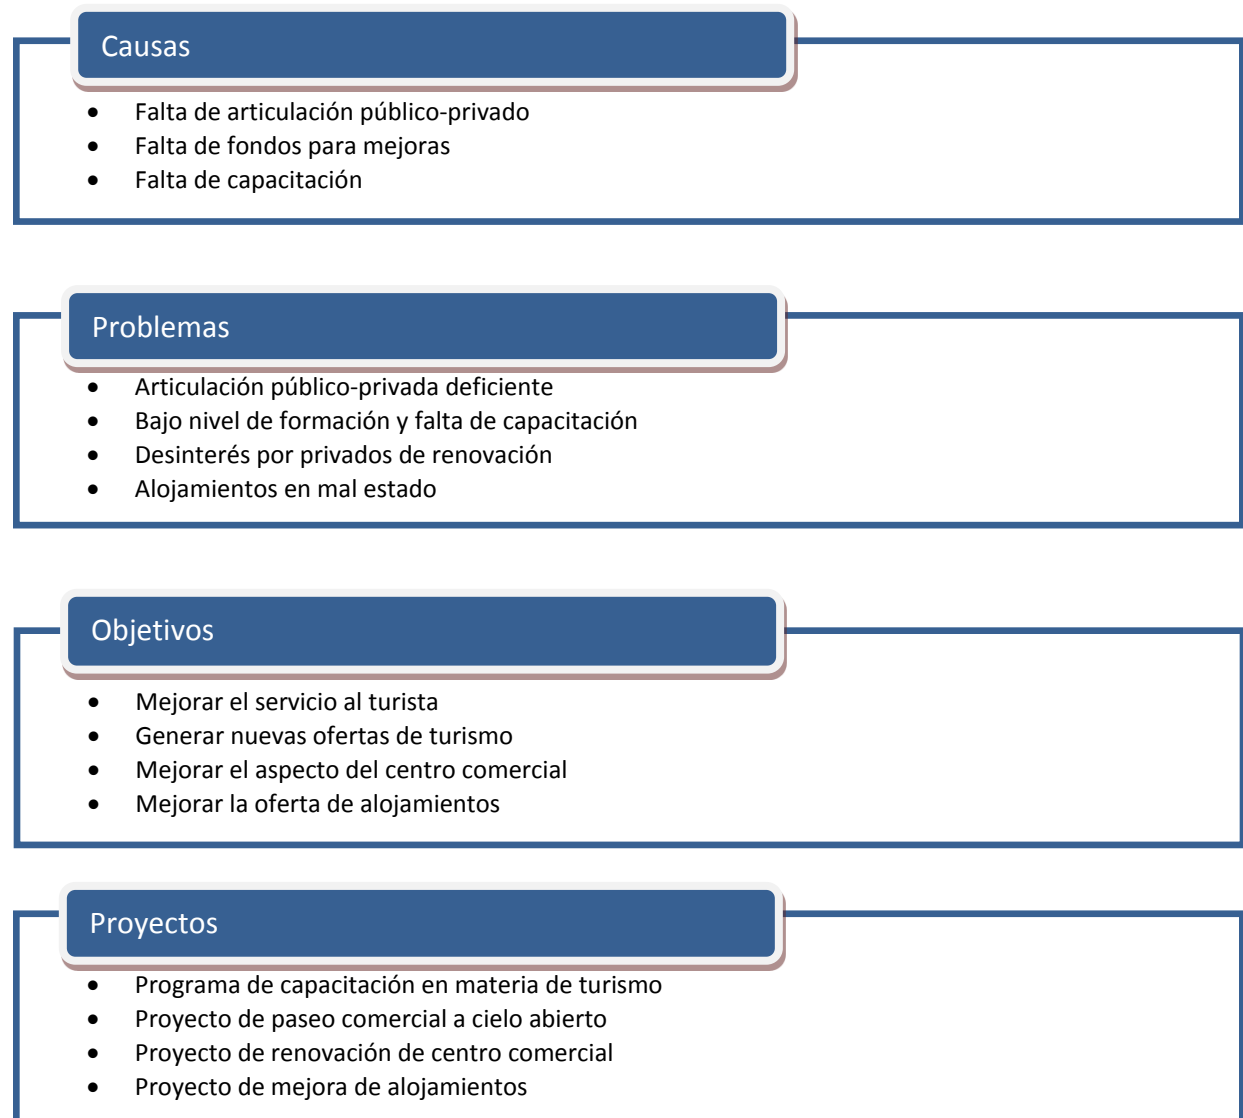 Causas
• Falta de articulación público-privado
• Falta de fondos para mejoras
• Falta de capacitación
Problemas
• Articulación público-privada deficiente
• Bajo nivel de formación y falta de capacitación
• Desinterés por privados de renovación
• Alojamientos en mal estado
Objetivos
• Mejorar el servicio al turista
• Generar nuevas ofertas de turismo
• Mejorar el aspecto del centro comercial
• Mejorar la oferta de alojamientos
Proyectos
• Programa de capacitación en materia de turismo
• Proyecto de paseo comercial a cielo abierto
• Proyecto de renovación de centro comercial
• Proyecto de mejora de alojamientos